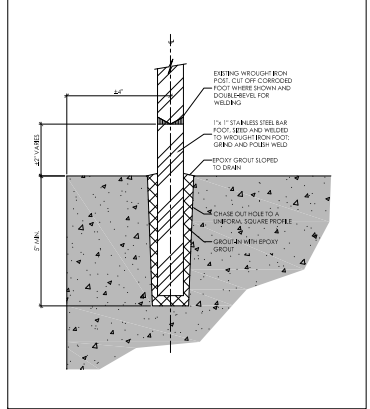 ℄
±4"
EXISTING WROUGHT IRON
POST, CUT OFF CORRODED
FOOT WHERE SHOWN AND
DOUBLE-BEVEL FOR
WELDING
±2" VARIES
1"x 1" STAINLESS STEEL BAR
FOOT, SIZED AND WELDED
TO WROUGHT IRON FOOT;
GRIND AND POLISH WELD
EPOXY GROUT SLOPED
TO DRAIN
5" MIN.
CHASE OUT HOLE TO A
UNIFORM, SQUARE PROFILE
GROUT-IN WITH EPOXY
GROUT